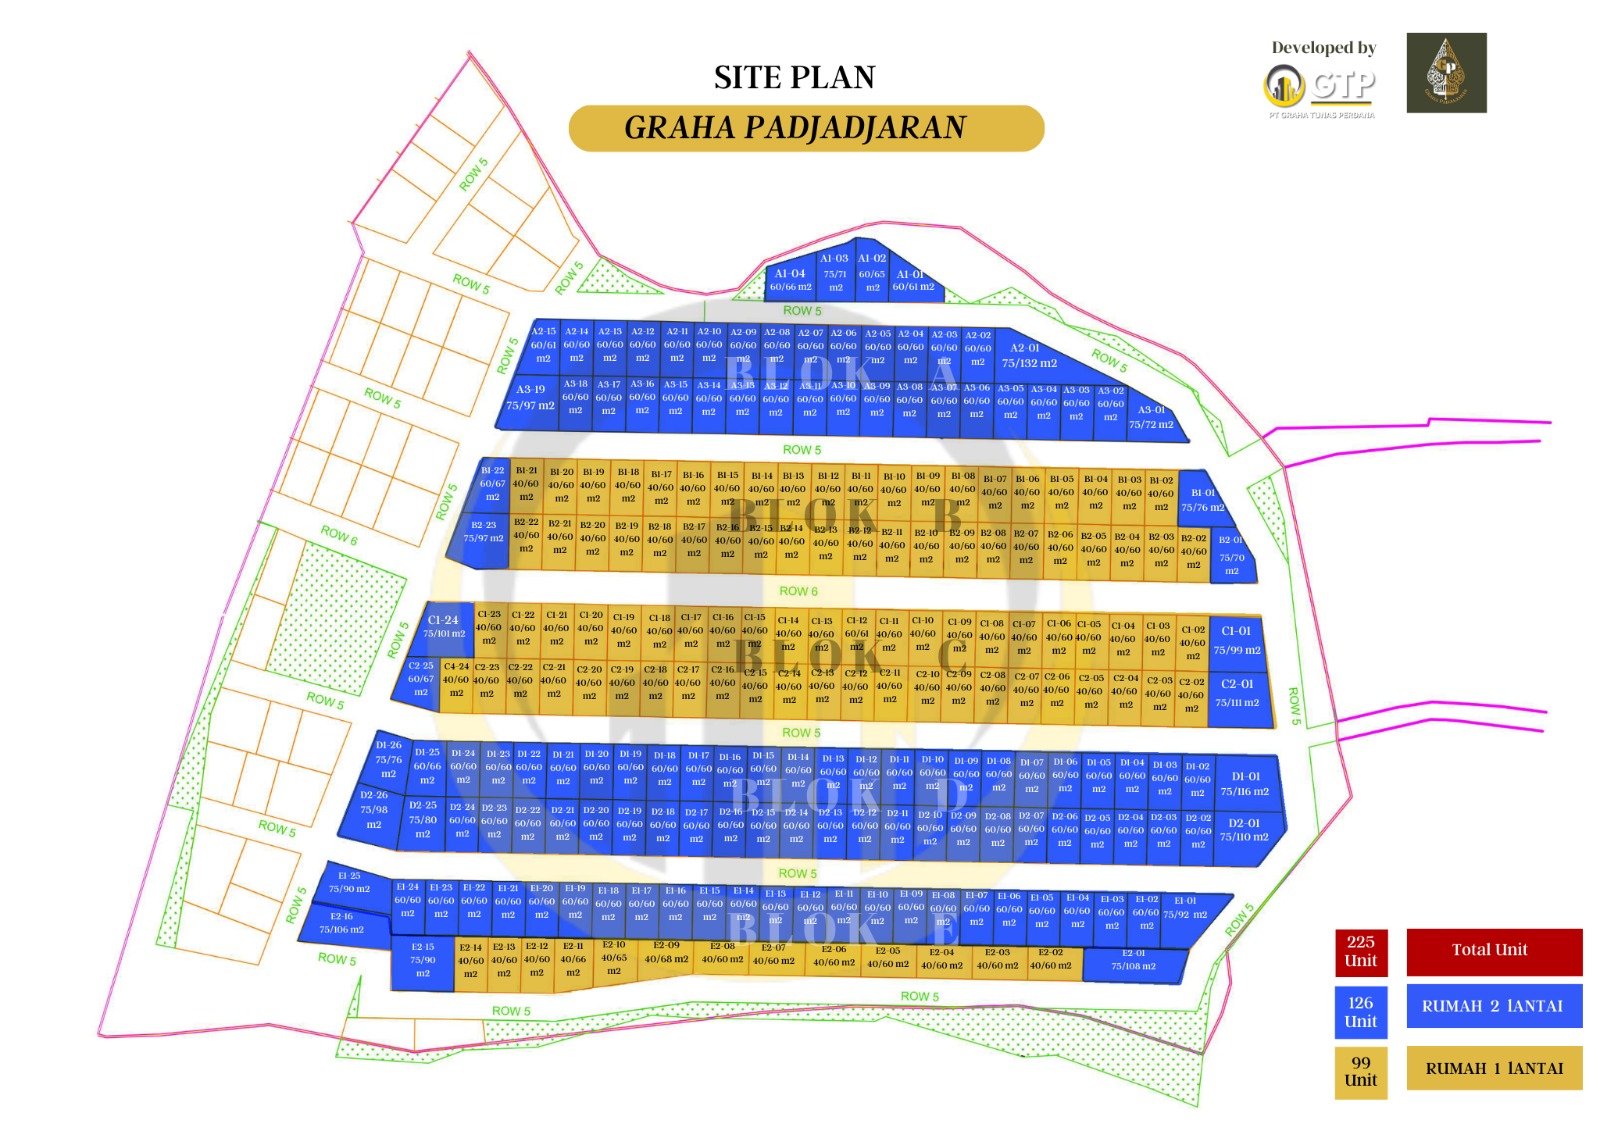 Developed by
GTP
PT GRAHA TUNAS PERDANA
SITE PLAN
GRAHA PADJADJARAN
ROW 5
ROW 5
ROW 5
A1-04
60/66 m2
A1-03
75/71
m2
A1-02
60/65
m2
A1-01
60/61 m2
ROW 5
ROW 5
ROW 5
A2-15 A2-14 A2-13 A2-12 A2-11 A2-10 A2-09 A2-08 A2-07 A2-06 A2-05 A2-04 A2-03 A2-02 A2-01
60/61 60/60 60/60 60/60 60/60 60/60 60/60 60/60 60/60 60/60 60/60 60/60 60/60 60/60 75/132 m2
m2 m2 m2 m2 m2 m2 m2 m2 m2 m2 m2 m2 m2 m2
BLOK A
A3-19 A3-18 A3-17 A3-16 A3-15 A3-14 A3-13 A3-12 A3-11 A3-10 A3-09 A3-08 A3-07 A3-06 A3-05 A3-04 A3-03 A3-02 A3-01
75/97 m2 60/60 60/60 60/60 60/60 60/60 60/60 60/60 60/60 60/60 60/60 60/60 60/60 60/60 60/60 60/60 60/60 60/60 75/72 m2
m2 m2 m2 m2 m2 m2 m2 m2 m2 m2 m2 m2 m2 m2 m2 m2 m2
ROW 5
ROW 5
ROW 5
B1-22 B1-21 B1-20 B1-19 B1-18 B1-17 B1-16 B1-15 B1-14 B1-13 B1-12 B1-11 B1-10 B1-09 B1-08 B1-07 B1-06 B1-05 B1-04 B1-03 B1-02 B1-01
60/67 40/60 40/60 40/60 40/60 40/60 40/60 40/60 40/60 40/60 40/60 40/60 40/60 40/60 40/60 40/60 40/60 40/60 40/60 40/60 40/60 75/76 m2
m2 m2 m2 m2 m2 m2 m2 m2 m2 m2 m2 m2 m2 m2 m2 m2 m2 m2 m2 m2 m2
BLOK B
B2-23 B2-22 B2-21 B2-20 B2-19 B2-18 B2-17 B2-16 B2-15 B2-14 B2-13 B2-12 B2-11 B2-10 B2-09 B2-08 B2-07 B2-06 B2-05 B2-04 B2-03 B2-02 B2-01
75/97 m2 40/60 40/60 40/60 40/60 40/60 40/60 40/60 40/60 40/60 40/60 40/60 40/60 40/60 40/60 40/60 40/60 40/60 40/60 40/60 40/60 40/60 75/70
m2 m2 m2 m2 m2 m2 m2 m2 m2 m2 m2 m2 m2 m2 m2 m2 m2 m2 m2 m2 m2 m2
ROW 6
ROW 6
ROW 5
C1-24 C1-23 C1-22 C1-21 C1-20 C1-19 C1-18 C1-17 C1-16 C1-15 C1-14 C1-13 C1-12 C1-11 C1-10 C1-09 C1-08 C1-07 C1-06 C1-05 C1-04 C1-03 C1-02 C1-01
75/101 m2 40/60 40/60 40/60 40/60 40/60 40/60 40/60 40/60 40/60 40/60 40/60 60/61 40/60 40/60 40/60 40/60 40/60 40/60 40/60 40/60 40/60 40/60 75/99 m2
m2 m2 m2 m2 m2 m2 m2 m2 m2 m2 m2 m2 m2 m2 m2 m2 m2 m2 m2 m2 m2 m2
BLOK C
C2-25 C4-24 C2-23 C2-22 C2-21 C2-20 C2-19 C2-18 C2-17 C2-16 C2-15 C2-14 C2-13 C2-12 C2-11 C2-10 C2-09 C2-08 C2-07 C2-06 C2-05 C2-04 C2-03 C2-02 C2-01
60/67 40/60 40/60 40/60 40/60 40/60 40/60 40/60 40/60 40/60 40/60 40/60 40/60 40/60 40/60 40/60 40/60 40/60 40/60 40/60 40/60 40/60 40/60 40/60 75/111 m2
m2 m2 m2 m2 m2 m2 m2 m2 m2 m2 m2 m2 m2 m2 m2 m2 m2 m2 m2 m2 m2 m2 m2 m2
ROW 5
ROW 5
ROW 5
D1-26 D1-25 D1-24 D1-23 D1-22 D1-21 D1-20 D1-19 D1-18 D1-17 D1-16 D1-15 D1-14 D1-13 D1-12 D1-11 D1-10 D1-09 D1-08 D1-07 D1-06 D1-05 D1-04 D1-03 D1-02 D1-01
75/76 60/66 60/60 60/60 60/60 60/60 60/60 60/60 60/60 60/60 60/60 60/60 60/60 60/60 60/60 60/60 60/60 60/60 60/60 60/60 60/60 60/60 60/60 60/60 60/60 75/116 m2
m2 m2 m2 m2 m2 m2 m2 m2 m2 m2 m2 m2 m2 m2 m2 m2 m2 m2 m2 m2 m2 m2 m2 m2 m2
BLOK D
D2-26 D2-25 D2-24 D2-23 D2-22 D2-21 D2-20 D2-19 D2-18 D2-17 D2-16 D2-15 D2-14 D2-13 D2-12 D2-11 D2-10 D2-09 D2-08 D2-07 D2-06 D2-05 D2-04 D2-03 D2-02 D2-01
75/98 75/80 60/60 60/60 60/60 60/60 60/60 60/60 60/60 60/60 60/60 60/60 60/60 60/60 60/60 60/60 60/60 60/60 60/60 60/60 60/60 60/60 60/60 60/60 60/60 75/110 m2
m2 m2 m2 m2 m2 m2 m2 m2 m2 m2 m2 m2 m2 m2 m2 m2 m2 m2 m2 m2 m2 m2 m2 m2 m2
ROW 5
ROW 5
ROW 5
ROW 5
E1-25 E1-24 E1-23 E1-22 E1-21 E1-20 E1-19 E1-18 E1-17 E1-16 E1-15 E1-14 E1-13 E1-12 E1-11 E1-10 E1-09 E1-08 E1-07 E1-06 E1-05 E1-04 E1-03 E1-02 E1-01
75/90 m2 60/60 60/60 60/60 60/60 60/60 60/60 60/60 60/60 60/60 60/60 60/60 60/60 60/60 60/60 60/60 60/60 60/60 60/60 60/60 60/60 60/60 60/60 60/60 75/92 m2
m2 m2 m2 m2 m2 m2 m2 m2 m2 m2 m2 m2 m2 m2 m2 m2 m2 m2 m2 m2 m2 m2 m2
BLOK E
E2-16 E2-15 E2-14 E2-13 E2-12 E2-11 E2-10 E2-09 E2-08 E2-07 E2-06 E2-05 E2-04 E2-03 E2-02 E2-01
75/106 m2 75/90 40/60 40/60 40/60 40/66 40/65 40/68 m2 40/60 m2 40/60 m2 40/60 m2 40/60 m2 40/60 m2 40/60 m2 40/60 m2 75/108 m2
m2 m2 m2 m2 m2 m2
ROW 5
ROW 5
ROW 5
225
Unit
Total Unit
126
Unit
RUMAH 2 lANTAI
99
Unit
RUMAH 1 lANTAI